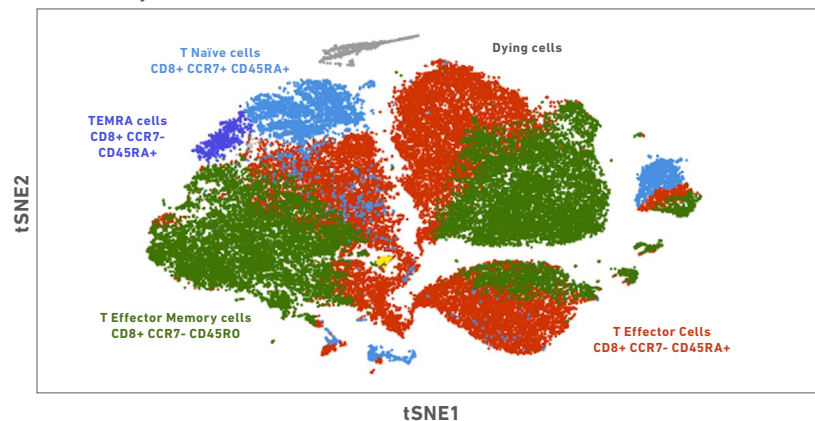 T Naïve cells
CD8+ CCR7+ CD45RA+
Dying cells
TEMRA cells
CD8+ CCR7-
CD45RA+
tSNE2
T Effector Memory cells
CD8+ CCR7- CD45RO
T Effector Cells
CD8+ CCR7- CD45RA+
tSNE1